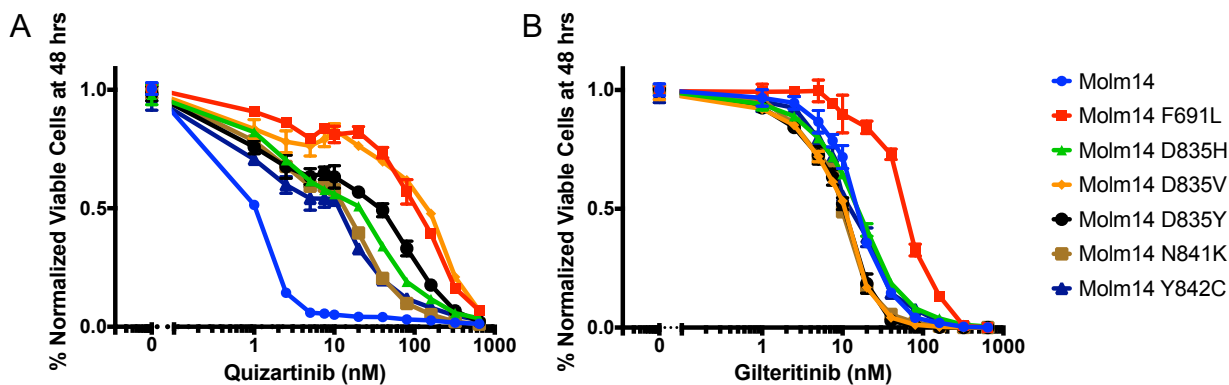 A
% Normalized Viable Cells at 48 hrs
1.0
0.5
0.0
0 1 10 100 1000
Quizartinib (nM)
B
% Normalized Viable Cells at 48 hrs
1.0
0.5
0.0
0 1 10 100 1000
Gilteritinib (nM)
Molm14
Molm14 F691L
Molm14 D835H
Molm14 D835V
Molm14 D835Y
Molm14 N841K
Molm14 Y842C